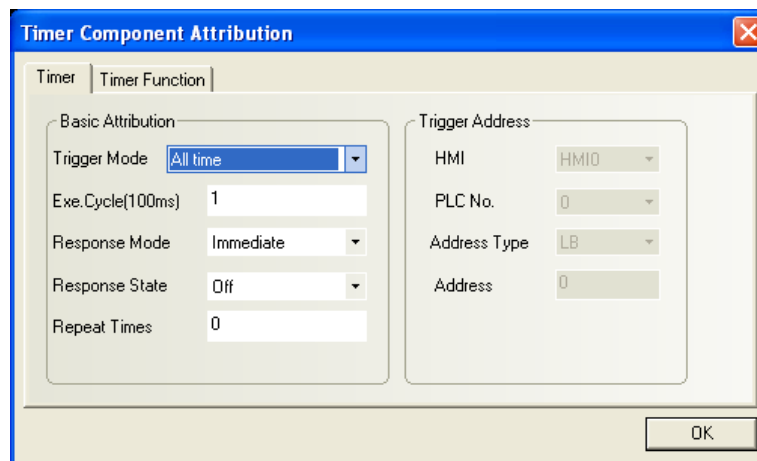 Timer Component Attribution
Timer
Timer Function
Basic Attribution
Trigger Mode All time
Exe.Cycle(100ms) 1
Response Mode Immediate
Response State Off
Repeat Times 0
Trigger Address
HMI HMI0
PLC No. 0
Address Type LB
Address 0
OK